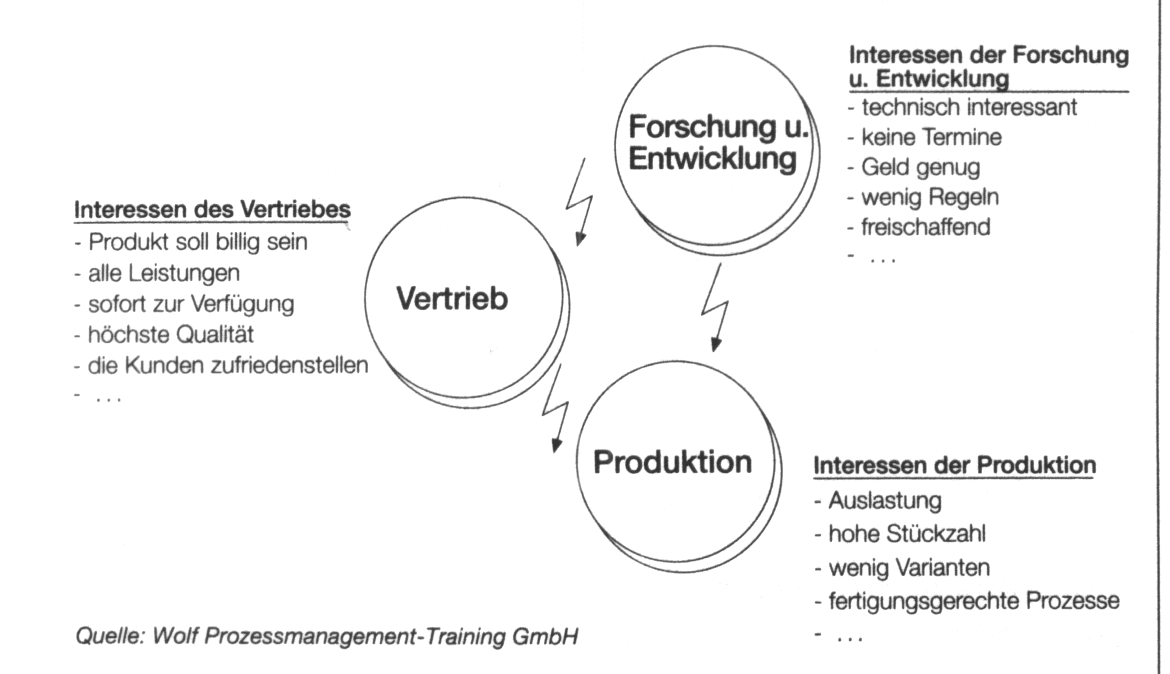 Interessen der Forschung
u. Entwicklung
- technisch interessant
- keine Termine
- Geld genug
- wenig Regeln
- freischaffend
- ...
Forschung u.
Entwicklung
Interessen des Vertriebes
- Produkt soll billig sein
- alle Leistungen
- sofort zur Verfügung
- höchste Qualität
- die Kunden zufriedenstellen
- ...
Vertrieb
Produktion
Interessen der Produktion
- Auslastung
- hohe Stückzahl
- wenig Varianten
- fertigungsgerechte Prozesse
- ...
Quelle: Wolf Prozessmanagement-Training GmbH